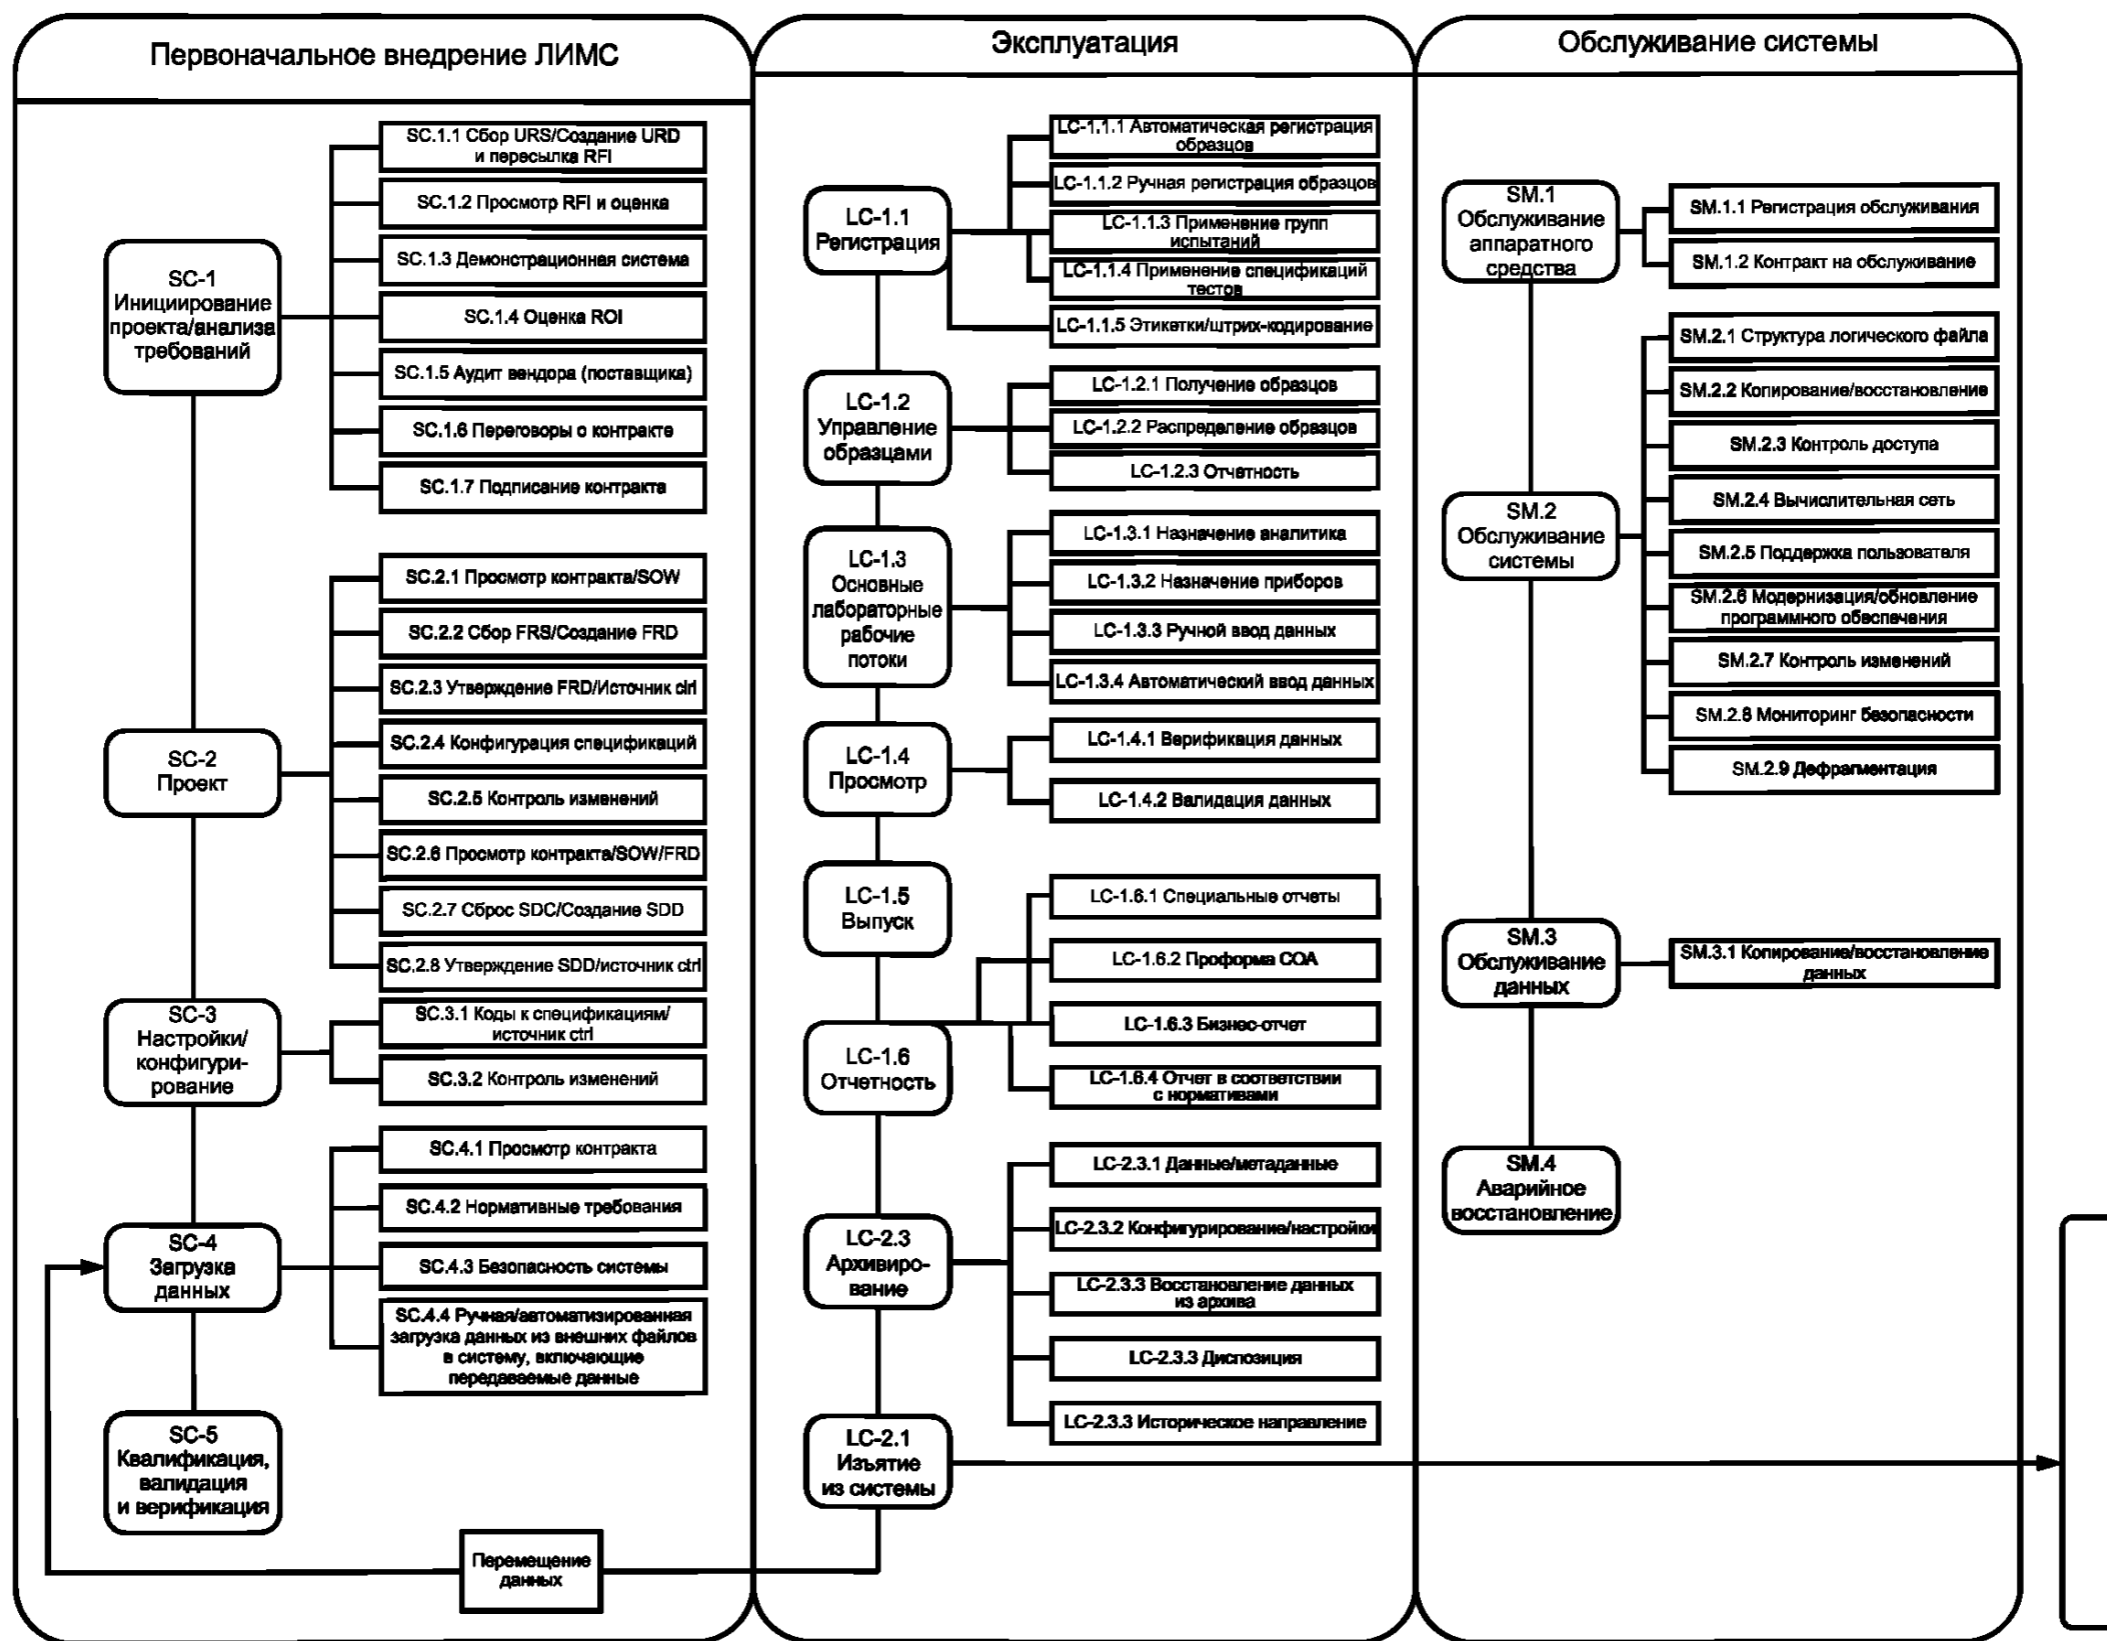 Первоначальное внедрение ЛИМС
SC-1
Инициирование
проекта/анализа
требований
SC.1.1 Сбор URS/Создание URD
и пересылка RFI
SC.1.2 Просмотр RFI и оценка
SC.1.3 Демонстрационная система
SC.1.4 Оценка ROI
SC.1.5 Аудит вендора (поставщика)
SC.1.6 Переговоры о контракте
SC.1.7 Подписание контракта
SC-2
Проект
SC.2.1 Просмотр контракта/SOW
SC.2.2 Сбор FRS/Создание FRD
SC.2.3 Утверждение FRD/Источник ctrl
SC.2.4 Конфигурация спецификаций
SC.2.5 Контроль изменений
SC.2.6 Просмотр контракта/SOW/FRD
SC.2.7 Сброс SDC/Создание SDD
SC.2.8 Утверждение SDD/источник ctrl
SC-3
Настройки/
конфигури-
рование
SC.3.1 Коды к спецификациям/
источник ctrl
SC.3.2 Контроль изменений
SC-4
Загрузка
данных
SC.4.1 Просмотр контракта
SC.4.2 Нормативные требования
SC.4.3 Безопасность системы
SC.4.4 Ручная/автоматизированная
загрузка данных из внешних файлов
в систему, включающие
передаваемые данные
SC-5
Квалификация,
валидация
и верификация
Перемещение
данных
Эксплуатация
LC-1.1
Регистрация
LC-1.1.1 Автоматическая регистрация
образцов
LC-1.1.2 Ручная регистрация образцов
LC-1.1.3 Применение групп
испытаний
LC-1.1.4 Применение спецификаций
тестов
LC-1.1.5 Этикетки/штрих-кодирование
LC-1.2
Управление
образцами
LC-1.2.1 Получение образцов
LC-1.2.2 Распределение образцов
LC-1.2.3 Отчетность
LC-1.3
Основные
лабораторные
рабочие
потоки
LC-1.3.1 Назначение аналитика
LC-1.3.2 Назначение приборов
LC-1.3.3 Ручной ввод данных
LC-1.3.4 Автоматический ввод данных
LC-1.4
Просмотр
LC-1.4.1 Верификация данных
LC-1.4.2 Валидация данных
LC-1.5
Выпуск
LC-1.6
Отчетность
LC-1.6.1 Специальные отчеты
LC-1.6.2 Проформа СОА
LC-1.6.3 Бизнес-отчет
LC-1.6.4 Отчет в соответствии
с нормативами
LC-2.3
Архивиро-
вание
LC-2.3.1 Данные/метаданные
LC-2.3.2 Конфигурирование/настройки
LC-2.3.3 Восстановление данных
из архива
LC-2.3.3 Диспозиция
LC-2.3.3 Историческое направление
LC-2.1
Изъятие
из системы
Обслуживание системы
SM.1
Обслуживание
аппаратного
средства
SM.1.1 Регистрация обслуживания
SM.1.2 Контракт на обслуживание
SM.2
Обслуживание
системы
SM.2.1 Структура логического файла
SM.2.2 Копирование/восстановление
SM.2.3 Контроль доступа
SM.2.4 Вычислительная сеть
SM.2.5 Поддержка пользователя
SM.2.6 Модернизация/обновление
программного обеспечения
SM.2.7 Контроль изменений
SM.2.8 Мониторинг безопасности
SM.2.9 Дефрагментация
SM.3
Обслуживание
данных
SM.3.1 Копирование/восстановление
данных
SM.4
Аварийное
восстановление